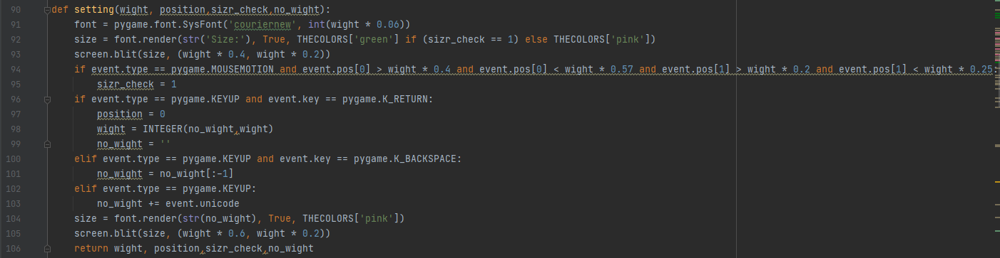 90 def setting(wight, position,sizr_check,no_wight):
91 font = pygame.font.SysFont('couriernew', int(wight * 0.06))
92 size = font.render(str('Size:'), True, THECOLORS['green'] if (sizr_check == 1) else THECOLORS['pink'])
93 screen.blit(size, (wight * 0.4, wight * 0.2))
94 if event.type == pygame.MOUSEMOTION and event.pos[0] > wight * 0.4 and event.pos[0] < wight * 0.57 and event.pos[1] > wight * 0.2 and event.pos[1] < wight * 0.25:
95 sizr_check = 1
96 if event.type == pygame.KEYUP and event.key == pygame.K_RETURN:
97 position = 0
98 wight = INTEGER(no_wight,wight)
99 no_wight = ''
100 elif event.type == pygame.KEYUP and event.key == pygame.K_BACKSPACE:
101 no_wight = no_wight[:-1]
102 elif event.type == pygame.KEYUP:
103 no_wight += event.unicode
104 size = font.render(str(no_wight), True, THECOLORS['pink'])
105 screen.blit(size, (wight * 0.6, wight * 0.2))
106 return wight, position,sizr_check,no_wight